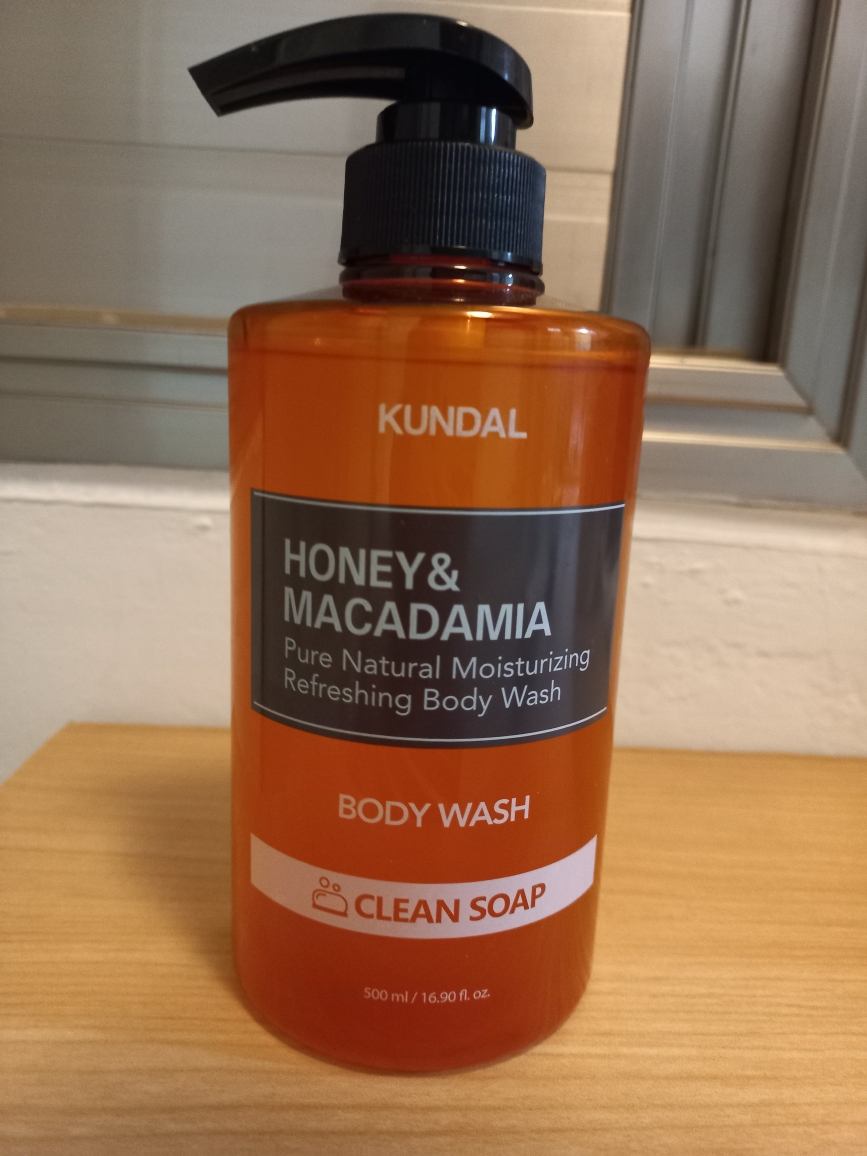 KUNDAL
HONEY&
MACADAMIA
Pure Natural Moisturizing
Refreshing Body Wash
BODY WASH
CLEAN SOAP
500 ml / 16.90 fl. oz.